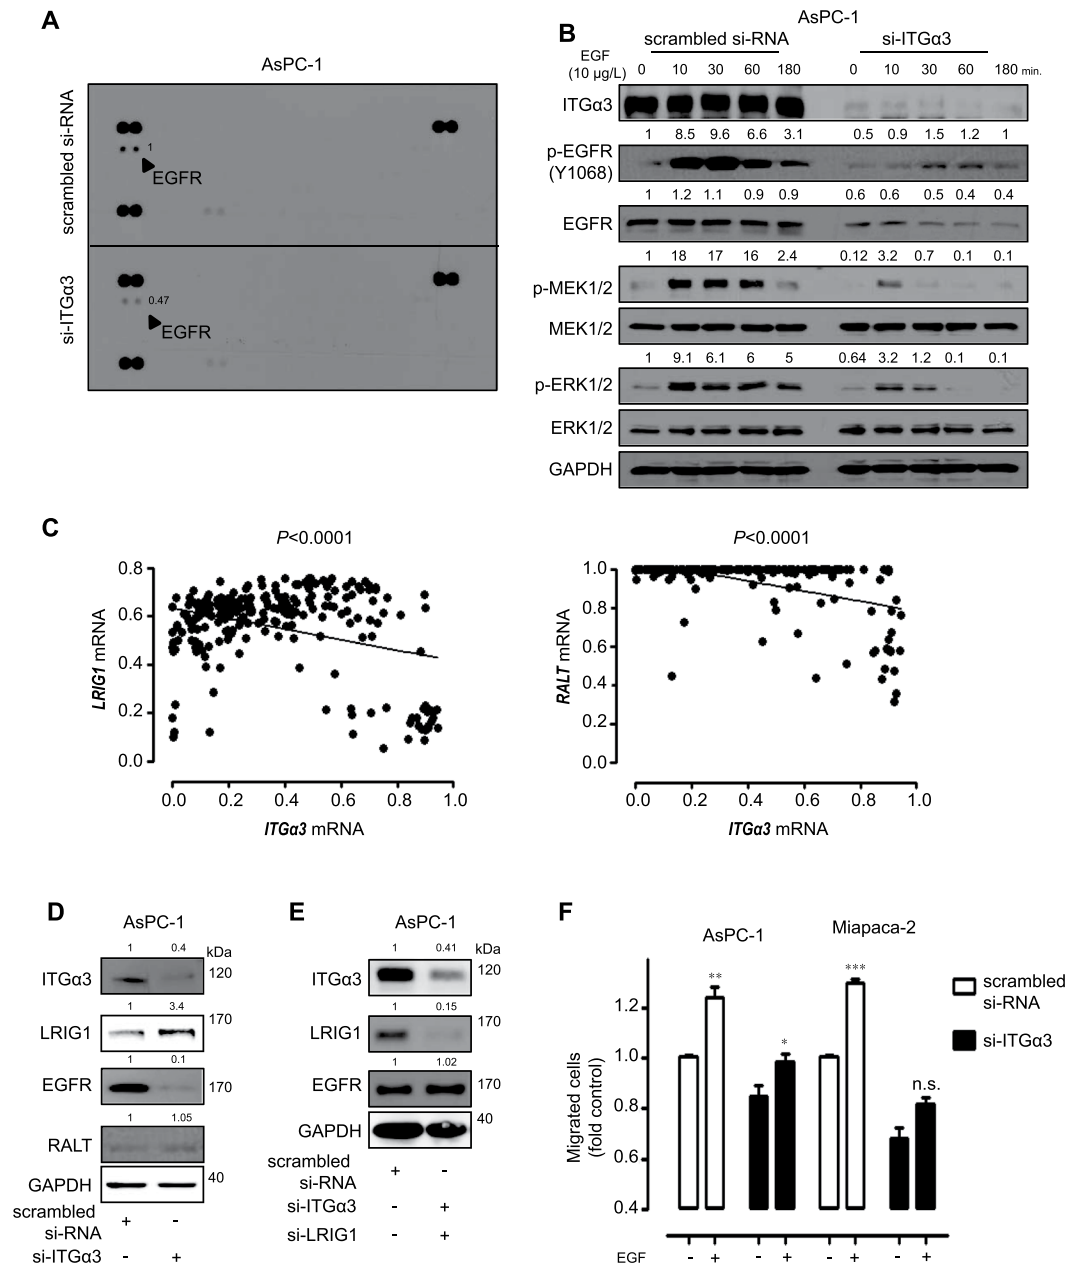 A
AsPC-1
scrambled si-RNA
1
EGFR
si-ITGα3
0.47
EGFR
B
AsPC-1
scrambled si-RNA si-ITGα3
EGF
(10 µg/L) 0 10 30 60 180 0 10 30 60 180 min.
ITGα3
1 8.5 9.6 6.6 3.1 0.5 0.9 1.5 1.2 1
p-EGFR
(Y1068)
1 1.2 1.1 0.9 0.9 0.6 0.6 0.5 0.4 0.4
EGFR
1 18 17 16 2.4 0.12 3.2 0.7 0.1 0.1
p-MEK1/2
MEK1/2
1 9.1 6.1 6 5 0.64 3.2 1.2 0.1 0.1
p-ERK1/2
ERK1/2
GAPDH
C
P<0.0001
LRIG1 mRNA
0.8
0.6
0.4
0.2
0.0
0.0 0.2 0.4 0.6 0.8 1.0
ITGα3 mRNA
P<0.0001
RALT mRNA
1.0
0.8
0.6
0.4
0.2
0.0
0.0 0.2 0.4 0.6 0.8 1.0
ITGα3 mRNA
D
AsPC-1
1 0.4 kDa
ITGα3 120
1 3.4
LRIG1 170
1 0.1
EGFR 170
1 1.05
RALT
GAPDH 40
scrambled
si-RNA + -
si-ITGα3 - +
E
AsPC-1
1 0.41 kDa
ITGα3 120
1 0.15
LRIG1 170
1 1.02
EGFR 170
GAPDH 40
scrambled
si-RNA + -
si-ITGα3 - +
si-LRIG1 - +
F
AsPC-1 Miapaca-2
Migrated cells
(fold control)
1.2
1.0
0.8
0.6
0.4
** * *** n.s.
EGF - + - + - + - +
scrambled
si-RNA
si-ITGα3